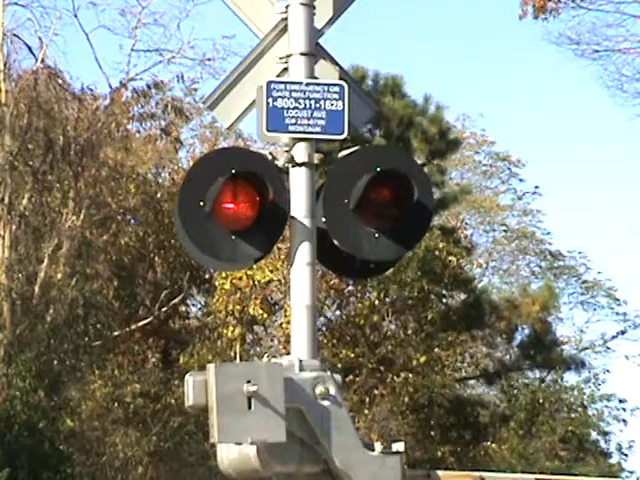 FOR EMERGENCY OR
GATE MALFUNCTION
1-800-311-1828
LOCUST AVE
MONTAUK